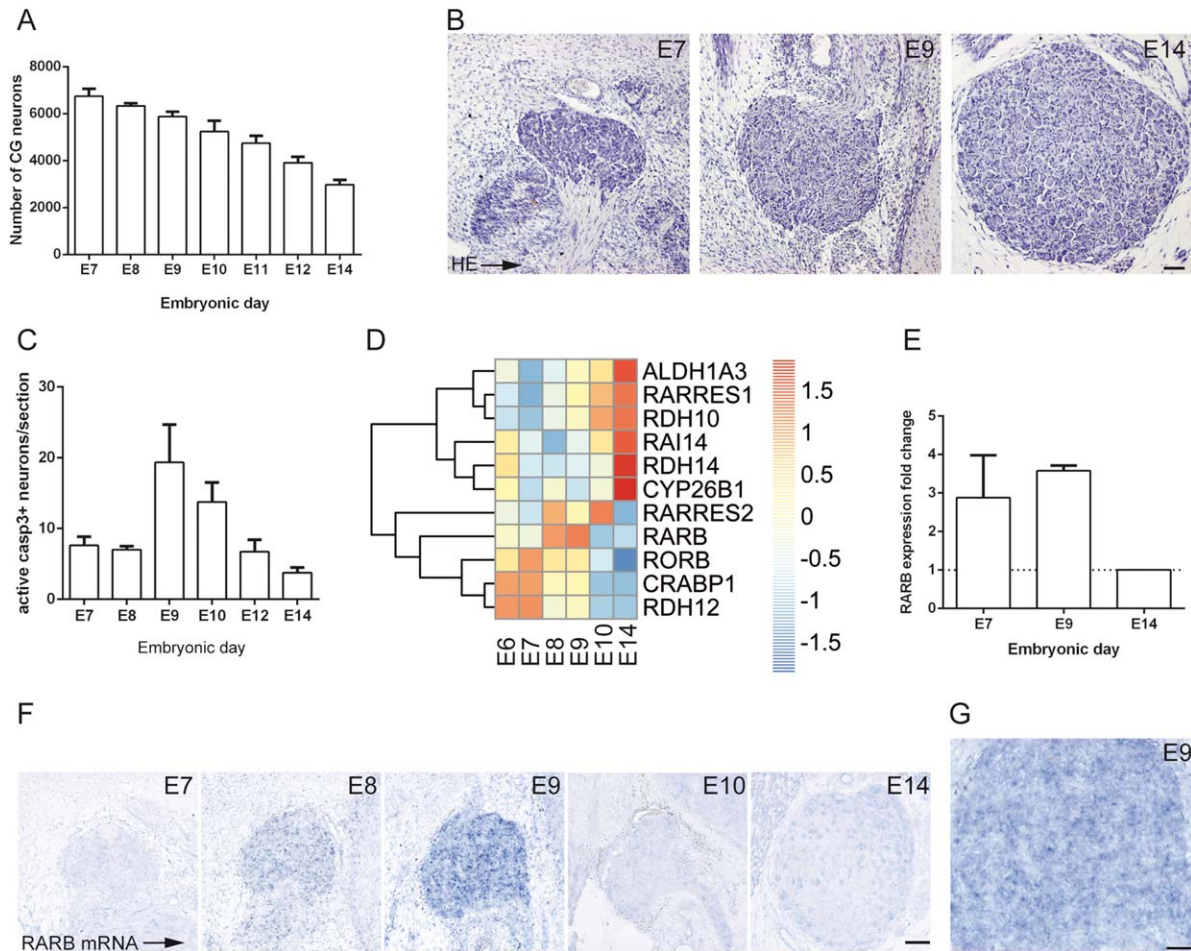 A
Number of CG neurons
8000
6000
4000
2000
0
E7 E8 E9 E10 E11 E12 E14
Embryonic day
B
E7
E9
E14
HE
C
active casp3+ neurons/section
30
20
10
0
E7 E8 E9 E10 E12 E14
Embryonic day
D
ALDH1A3
RARRES1
RDH10
RAI14
RDH14
CYP26B1
RARRES2
RARB
RORB
CRABP1
RDH12
E6 E7 E8 E9 E10 E14
1.5
1
0.5
0
-0.5
-1
-1.5
E
RARB expression fold change
5
4
3
2
1
0
E7 E9 E14
Embryonic day
F
E7
E8
E9
E10
E14
RARB mRNA
G
E9